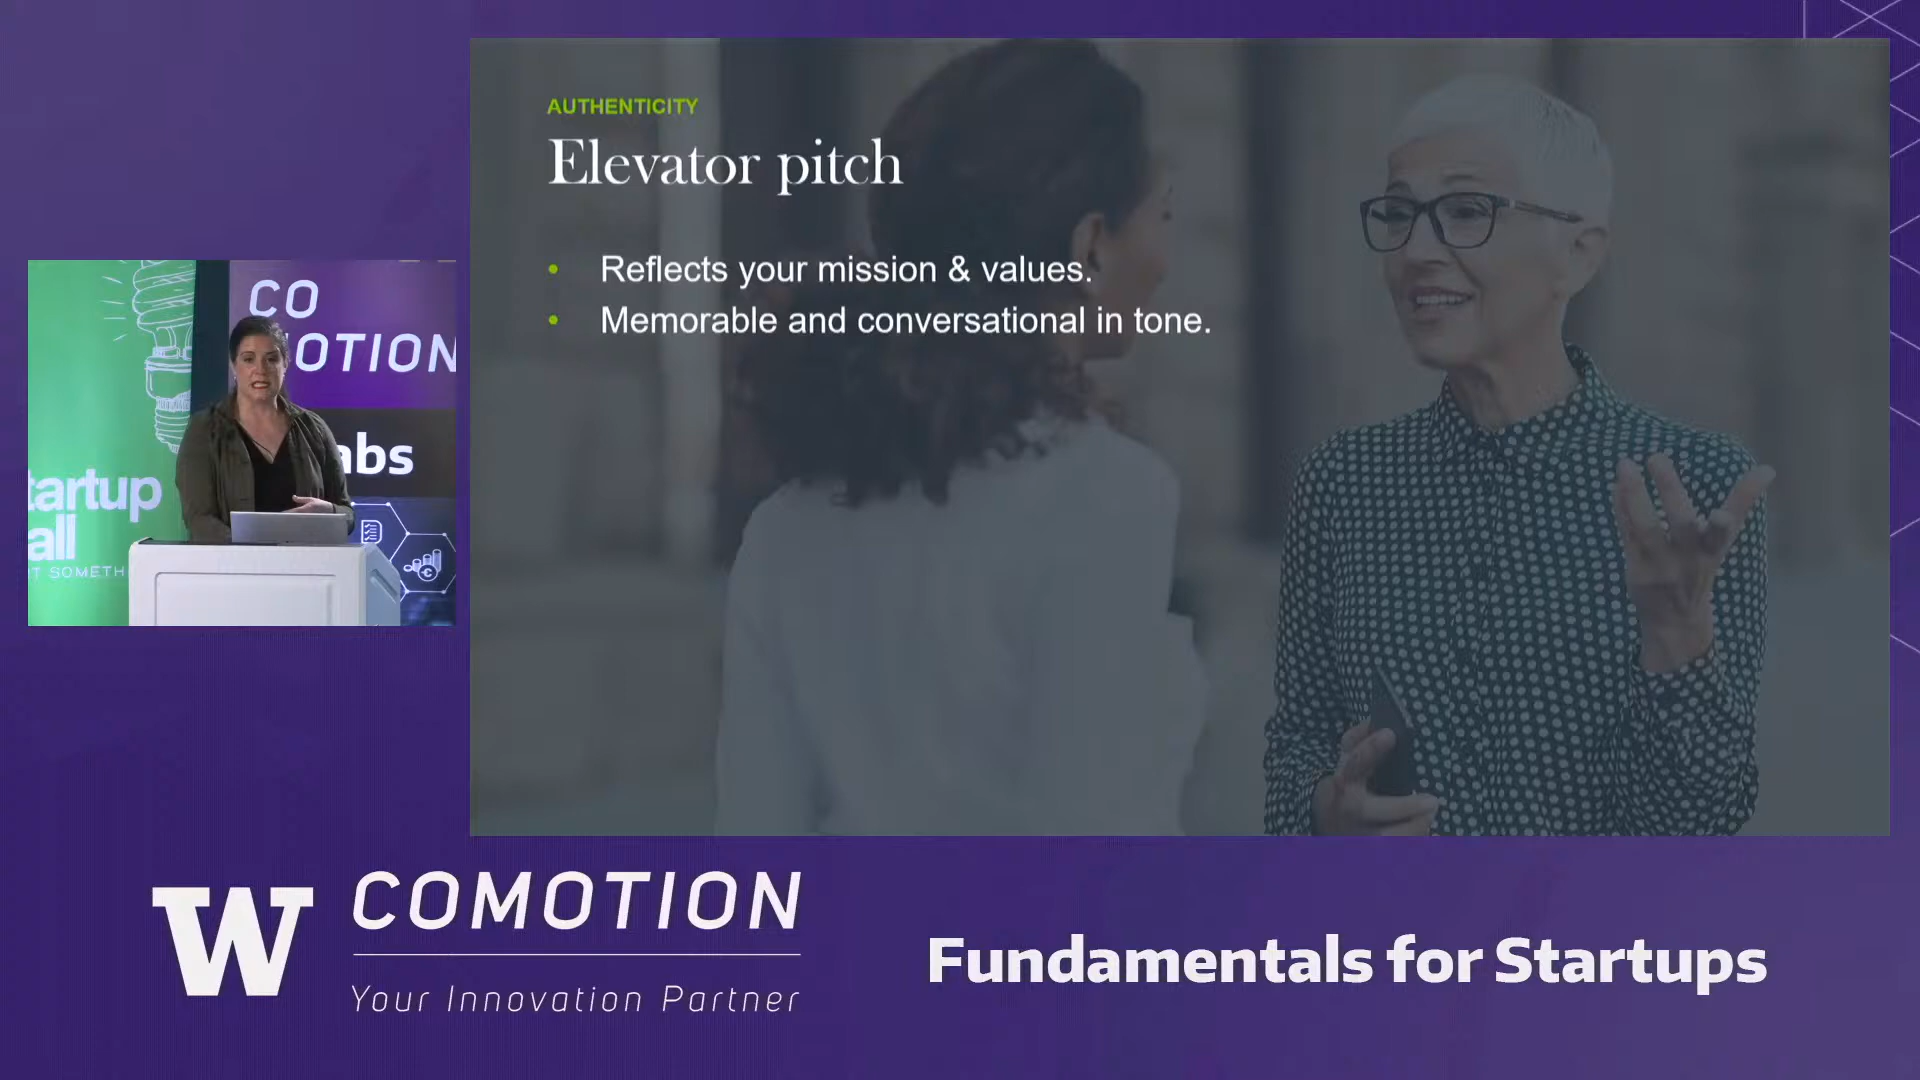 AUTHENTICITY
Elevator pitch
• Reflects your mission & values.
• Memorable and conversational in tone.
CO
OTION
abs
tartup
all
T SOMETH
W
COMOTION
Your Innovation Partner
Fundamentals for Startups